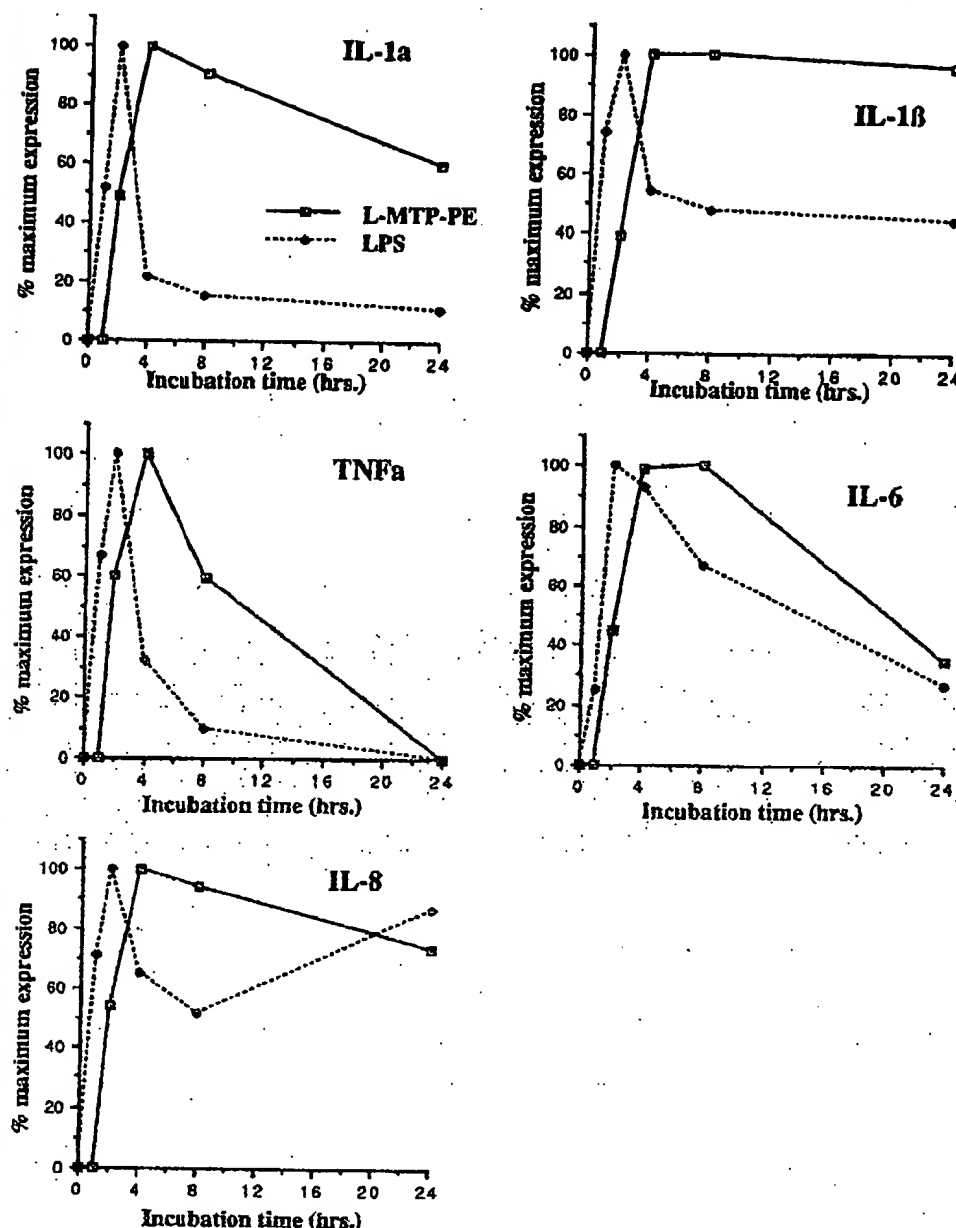 IL-1a
% maximum expression
100
80
60
40
20
0
L-MTP-PE
LPS
0 4 8 12 16 20 24
Incubation time (hrs.)
IL-1ß
% maximum expression
100
80
60
40
20
0
0 4 8 12 16 20 24
Incubation time (hrs.)
TNFa
% maximum expression
100
80
60
40
20
0
0 4 8 12 16 20 24
Incubation time (hrs.)
IL-6
% maximum expression
100
80
60
40
20
0
0 4 8 12 16 20 24
Incubation time (hrs.)
IL-8
% maximum expression
100
80
60
40
20
0
0 4 8 12 16 20 24
Incubation time (hrs.)